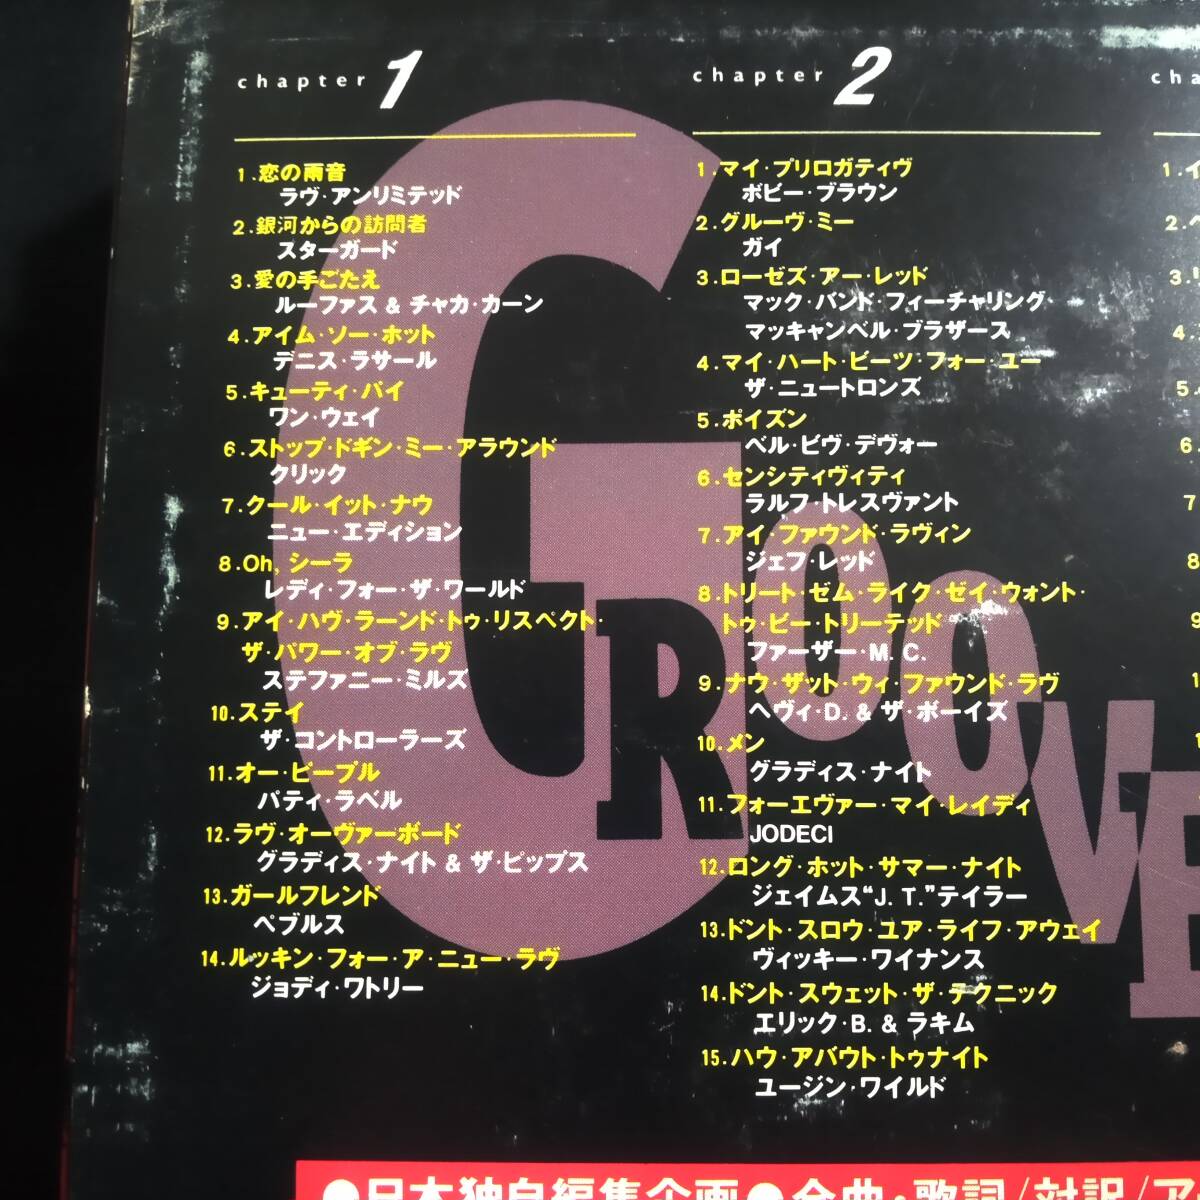 chapter 1
1.恋の雨音
ラヴ・アンリミテッド
2.銀河からの訪問者
スターガード
3.愛の手ごたえ
ルーファス & チャカ・カーン
4.アイム・ソー・ホット
デニス・ラサール
5.キューティ・パイ
ワン・ウェイ
6.ストップ・ドギン・ミー・アラウンド
クリック
7.クール・イット・ナウ
ニュー・エディション
8.Oh, シーラ
レディ・フォー・ザ・ワールド
9.アイ・ハヴ・ラーンド・トゥ・リスペクト・
ザ・パワー・オブ・ラヴ
ステファニー・ミルズ
10.ステイ
ザ・コントローラーズ
11.オー・ピープル
パティ・ラベル
12.ラヴ・オーヴァーボード
グラディス・ナイト & ザ・ピップス
13.ガールフレンド
ペブルス
14.ルッキン・フォー・ア・ニュー・ラヴ
ジョディ・ワトリー
chapter 2
1.マイ・プリロガティヴ
ボビー・ブラウン
2.グルーヴ・ミー
ガイ
3.ローゼズ・アー・レッド
マック・バンド・フィーチャリング
マッキャンベル・ブラザース
4.マイ・ハート・ビーツ・フォー・ユー
ザ・ニュートロンズ
5.ポイズン
ベル・ビヴ・デヴォー
6.センシティヴィティ
ラルフ・トレスヴァント
7.アイ・ファウンド・ラヴィン
ジェフ・レッド
8.トリート・ゼム・ライク・ゼイ・ウォント・
トゥ・ビー・トリーテッド
ファーザー・M. C.
9.ナウ・ザット・ウィ・ファウンド・ラヴ
ヘヴィ・D. & ザ・ボーイズ
10.メン
グラディス・ナイト
11.フォーエヴァー・マイ・レイディ
JODECI
12.ロング・ホット・サマー・ナイト
ジェイムス“J. T.”テイラー
13.ドント・スロウ・ユア・ライフ・アウェイ
ヴィッキー・ワイナンス
14.ドント・スウェット・ザ・テクニック
エリック・B. & ラキム
15.ハウ・アバウト・トゥナイト
ユージン・ワイルド
cha
1.イ
2.ヘ
3.
4.
5.
6.
7
8
9
1
1
GROOVE
●日本独自編集企画●全曲・歌詞/対訳/ア